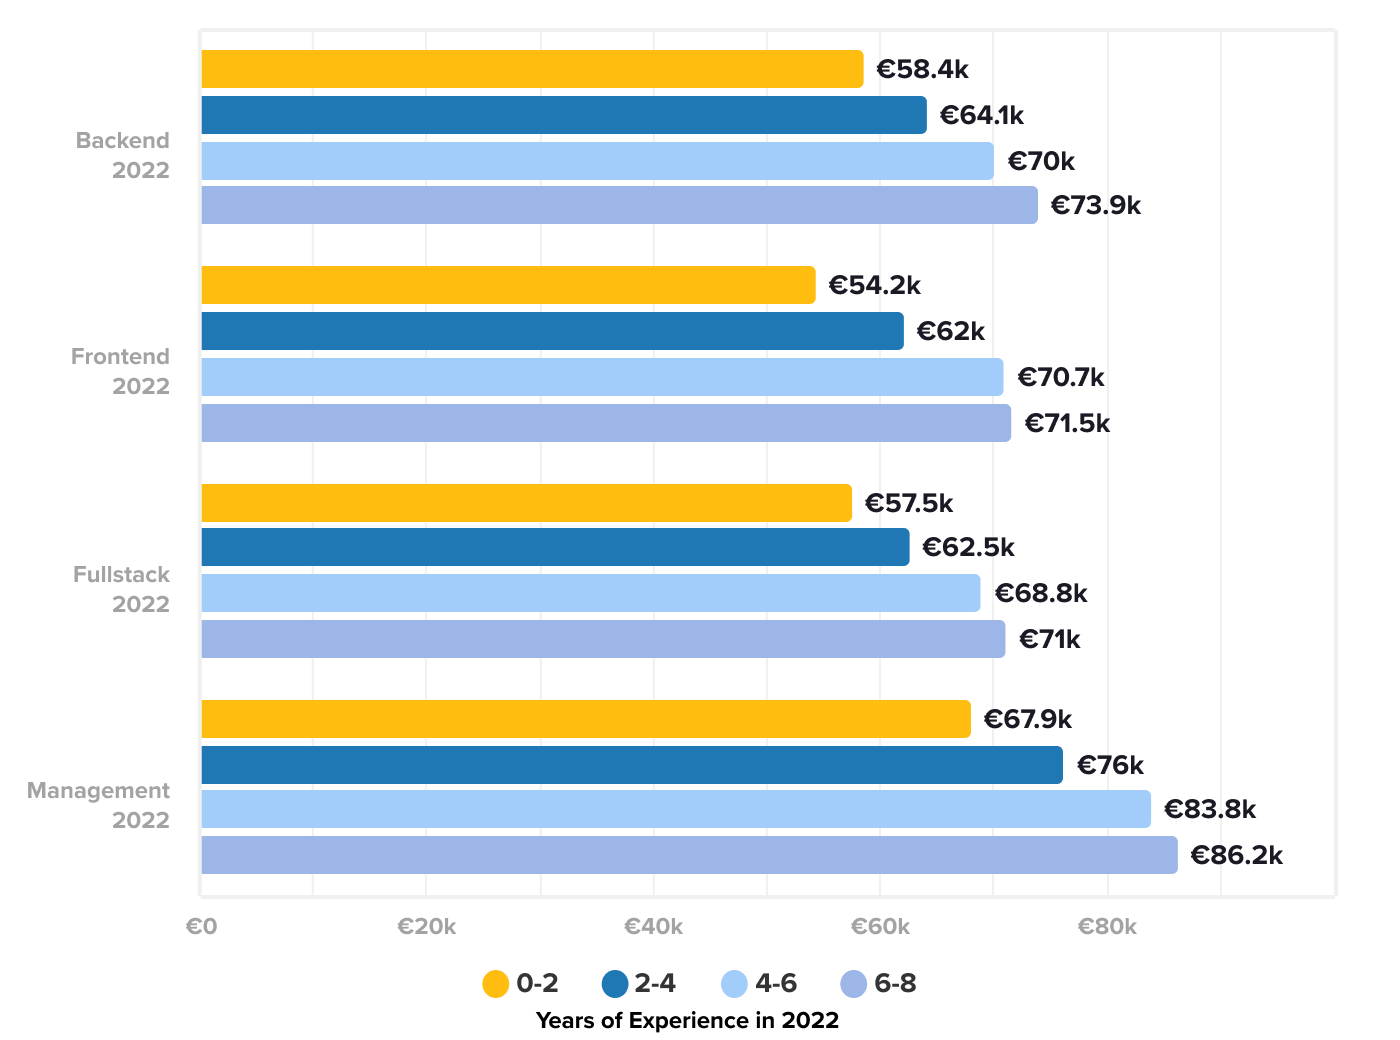 €58.4k
€64.1k
Backend
2022
€70k
€73.9k
€54.2k
€62k
Frontend
2022
€70.7k
€71.5k
€57.5k
€62.5k
Fullstack
2022
€68.8k
€71k
€67.9k
€76k
Management
2022
€83.8k
€86.2k
€0 €20k €40k €60k €80k
0-2 2-4 4-6 6-8
Years of Experience in 2022